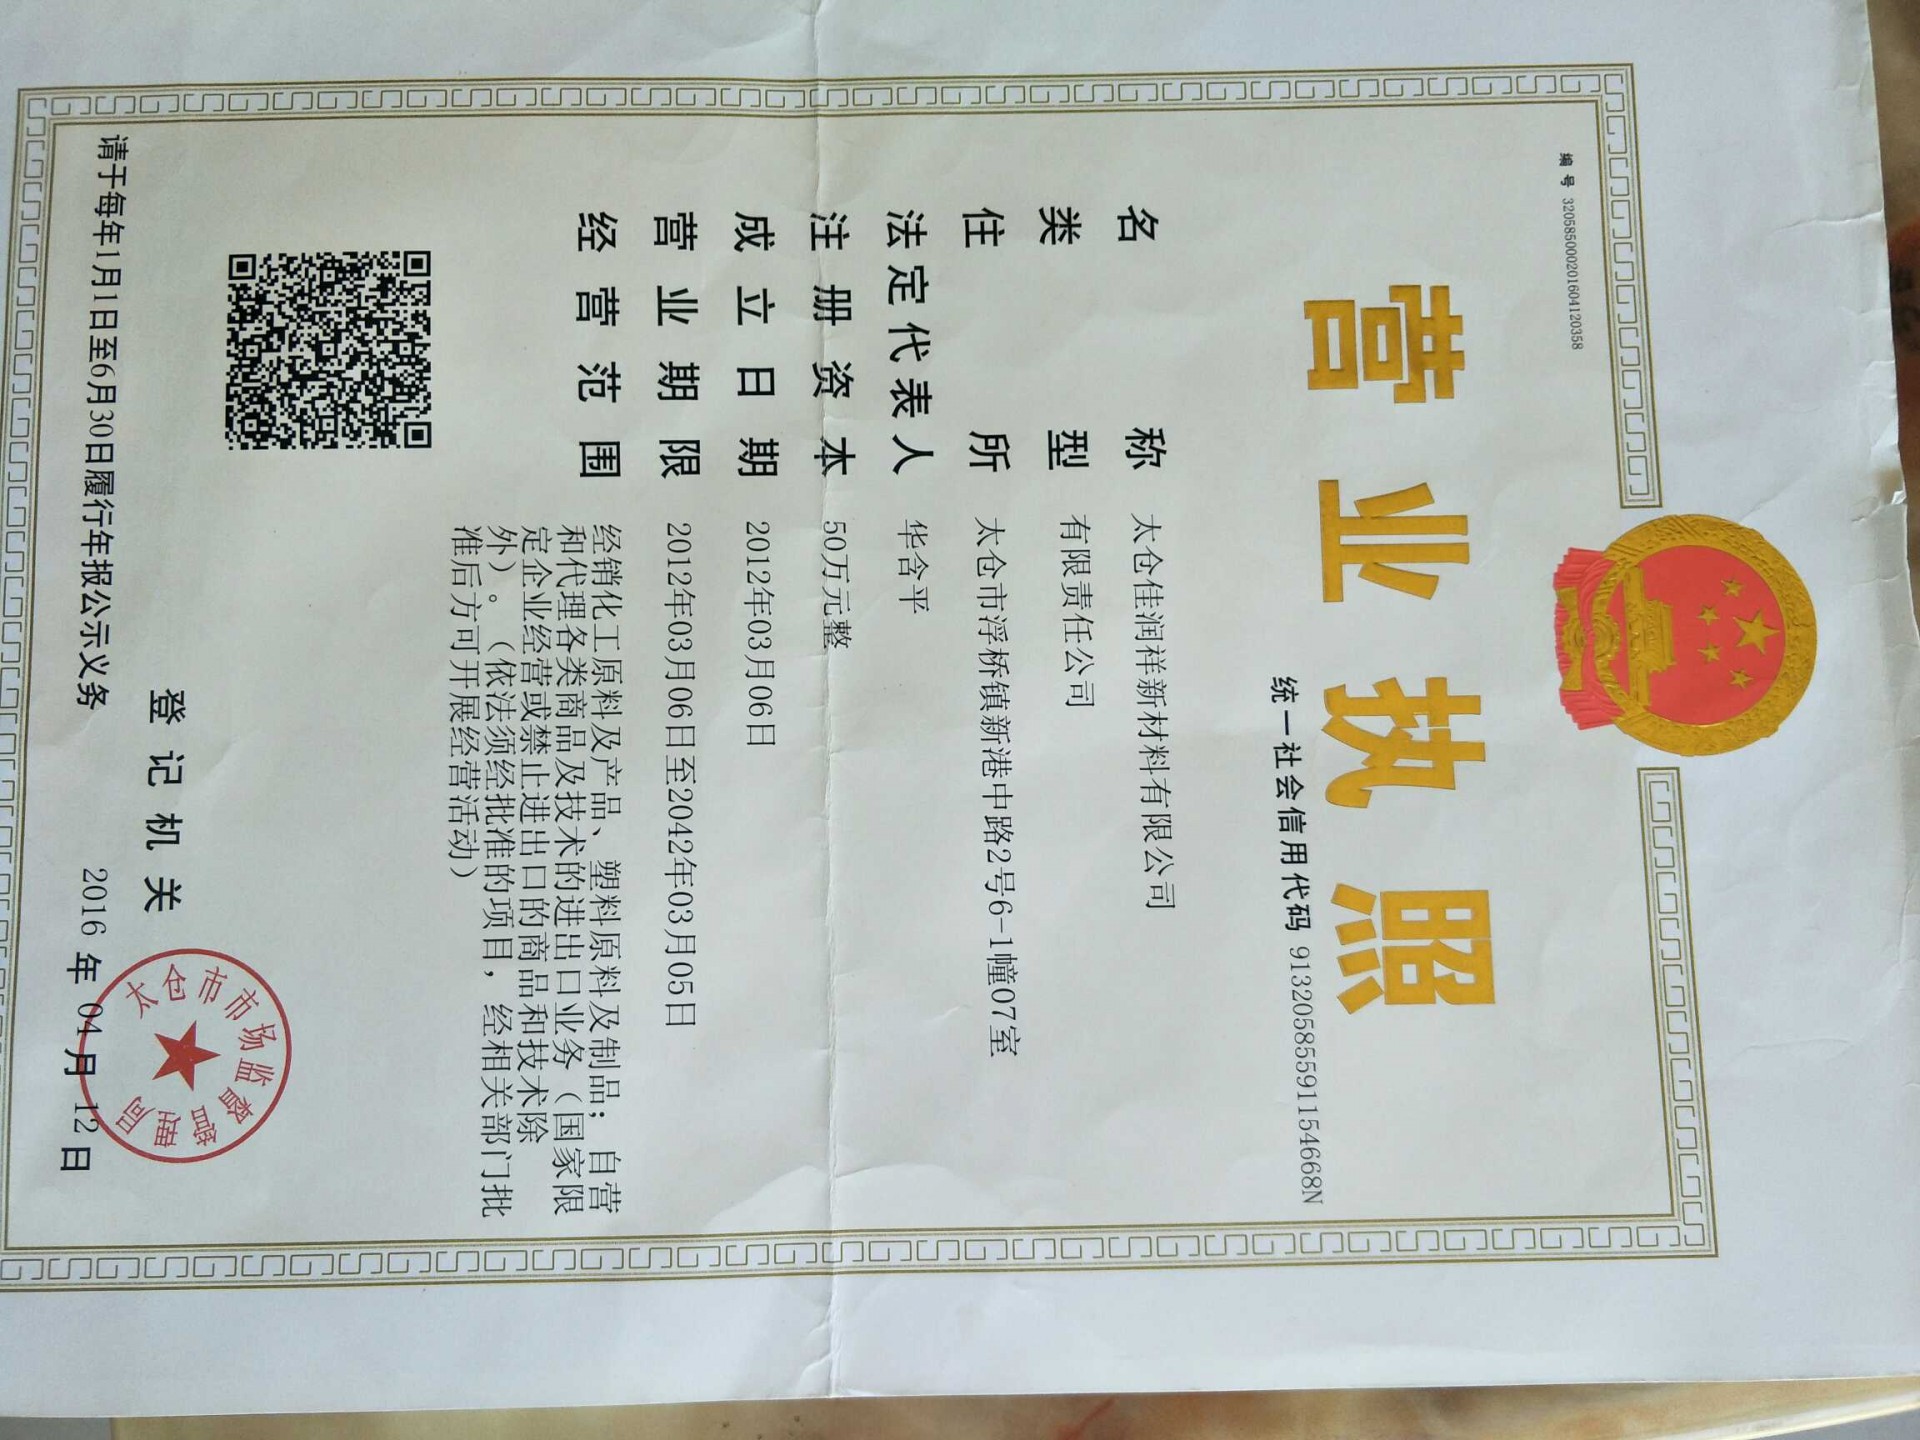 编号 320585000201604120358
营业执照
统一社会信用代码 91320585591154668N
名称 太仓佳润祥新材料有限公司
类型 有限责任公司
住所 太仓市浮桥镇新港中路2号6-1幢07室
法定代表人 华含平
注册资本 50万元整
成立日期 2012年03月06日
营业期限 2012年03月06日至2042年03月05日
经营范围 经销化工原料及产品、塑料原料及制品；自营
和代理各类商品及技术的进出口业务（国家限
定企业经营或禁止进出口的商品和技术除
外）。（依法须经批准的项目，经相关部门批
准后方可开展经营活动）
登记机关
太仓市市场监督管理局
2016 年 04 月 12 日
请于每年1月1日至6月30日履行年报公示义务